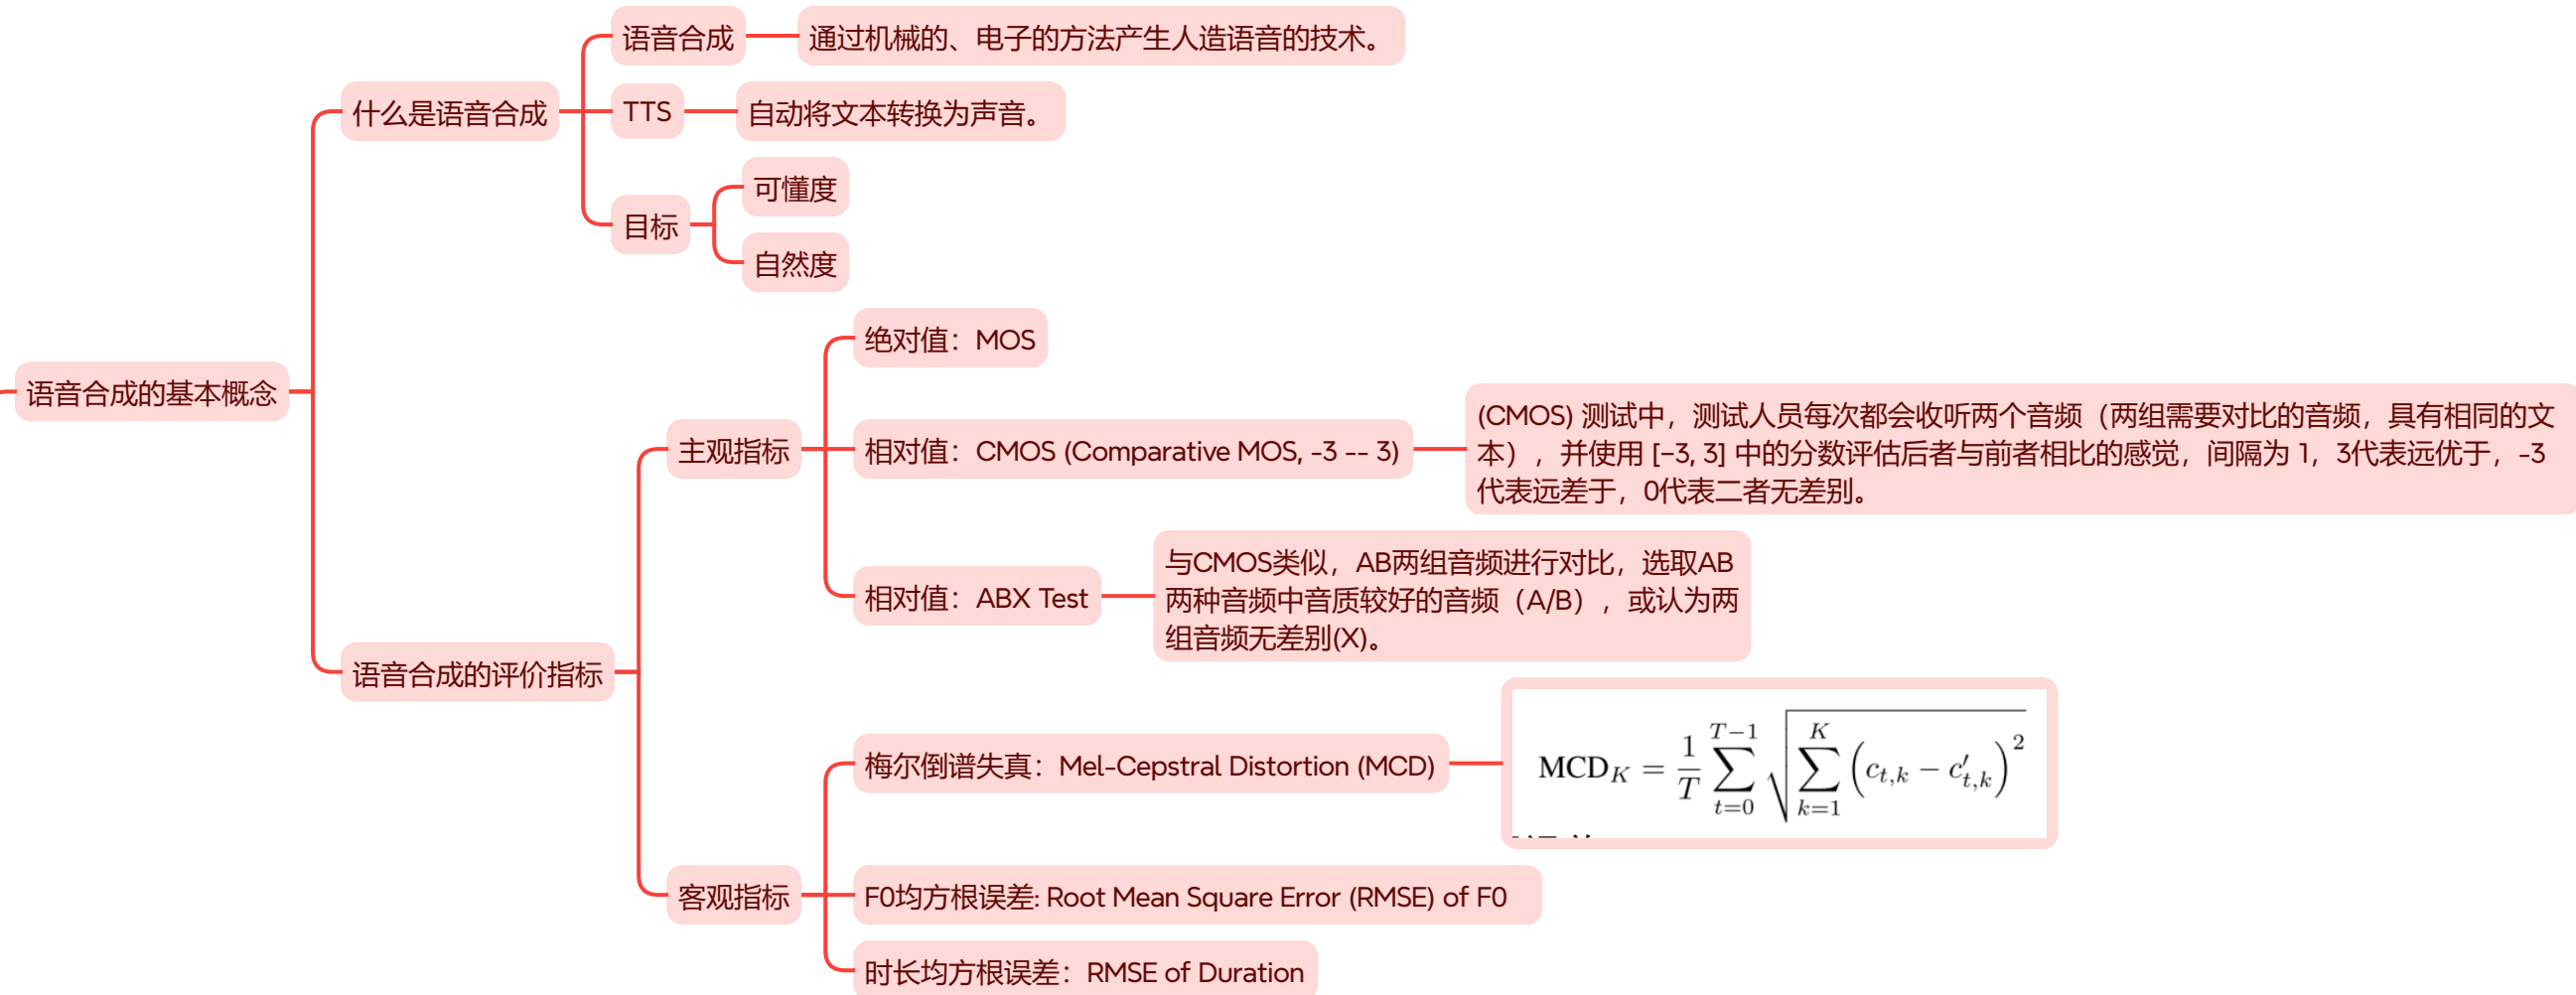 语音合成的基本概念
什么是语音合成
语音合成
通过机械的、电子的方法产生人造语音的技术。
TTS
自动将文本转换为声音。
目标
可懂度
自然度
语音合成的评价指标
主观指标
绝对值：MOS
相对值：CMOS (Comparative MOS, -3 -- 3)
(CMOS) 测试中，测试人员每次都会收听两个音频（两组需要对比的音频，具有相同的文
本），并使用 [-3, 3] 中的分数评估后者与前者相比的感觉，间隔为 1，3代表远优于，-3
代表远差于，0代表二者无差别。
相对值：ABX Test
与CMOS类似，AB两组音频进行对比，选取AB
两种音频中音质较好的音频（A/B），或认为两
组音频无差别(X)。
客观指标
梅尔倒谱失真：Mel-Cepstral Distortion (MCD)
MCD_K = \frac{1}{T} \sum_{t=0}^{T-1} \sqrt{\sum_{k=1}^{K} \left(c_{t,k} - c'_{t,k}\right)^2}
F0均方根误差: Root Mean Square Error (RMSE) of F0
时长均方根误差：RMSE of Duration